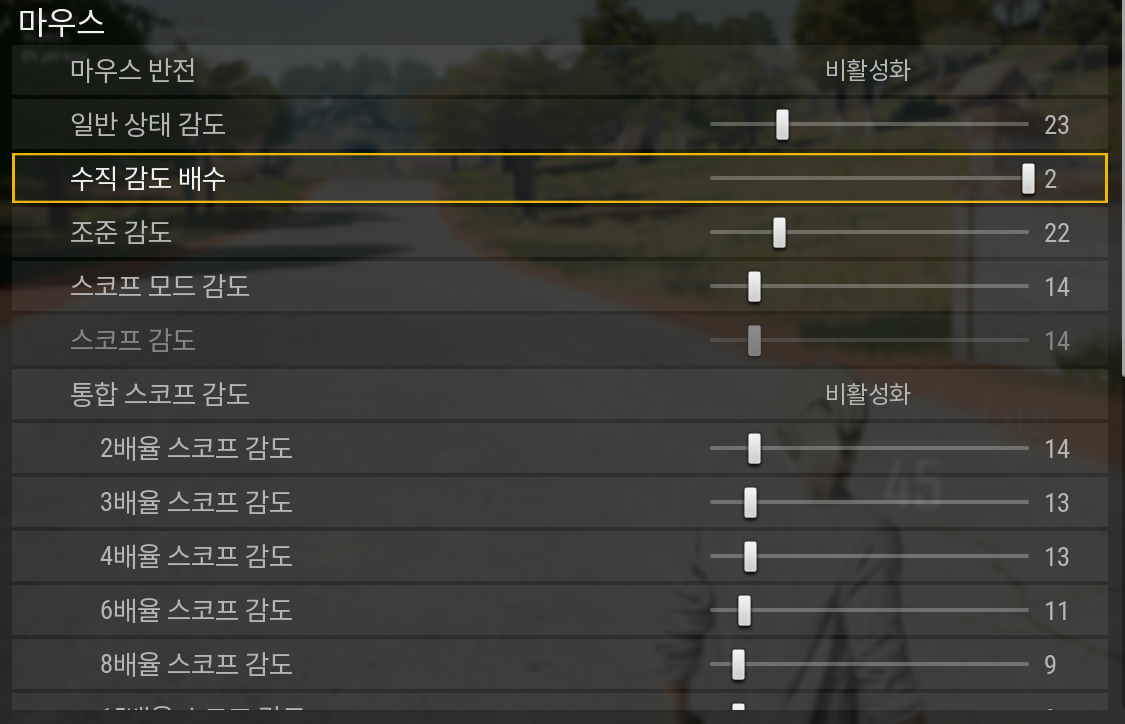 마우스
마우스 반전 비활성화
일반 상태 감도 23
수직 감도 배수 2
조준 감도 22
스코프 모드 감도 14
스코프 감도 14
통합 스코프 감도 비활성화
2배율 스코프 감도 14
3배율 스코프 감도 13
4배율 스코프 감도 13
6배율 스코프 감도 11
8배율 스코프 감도 9
45